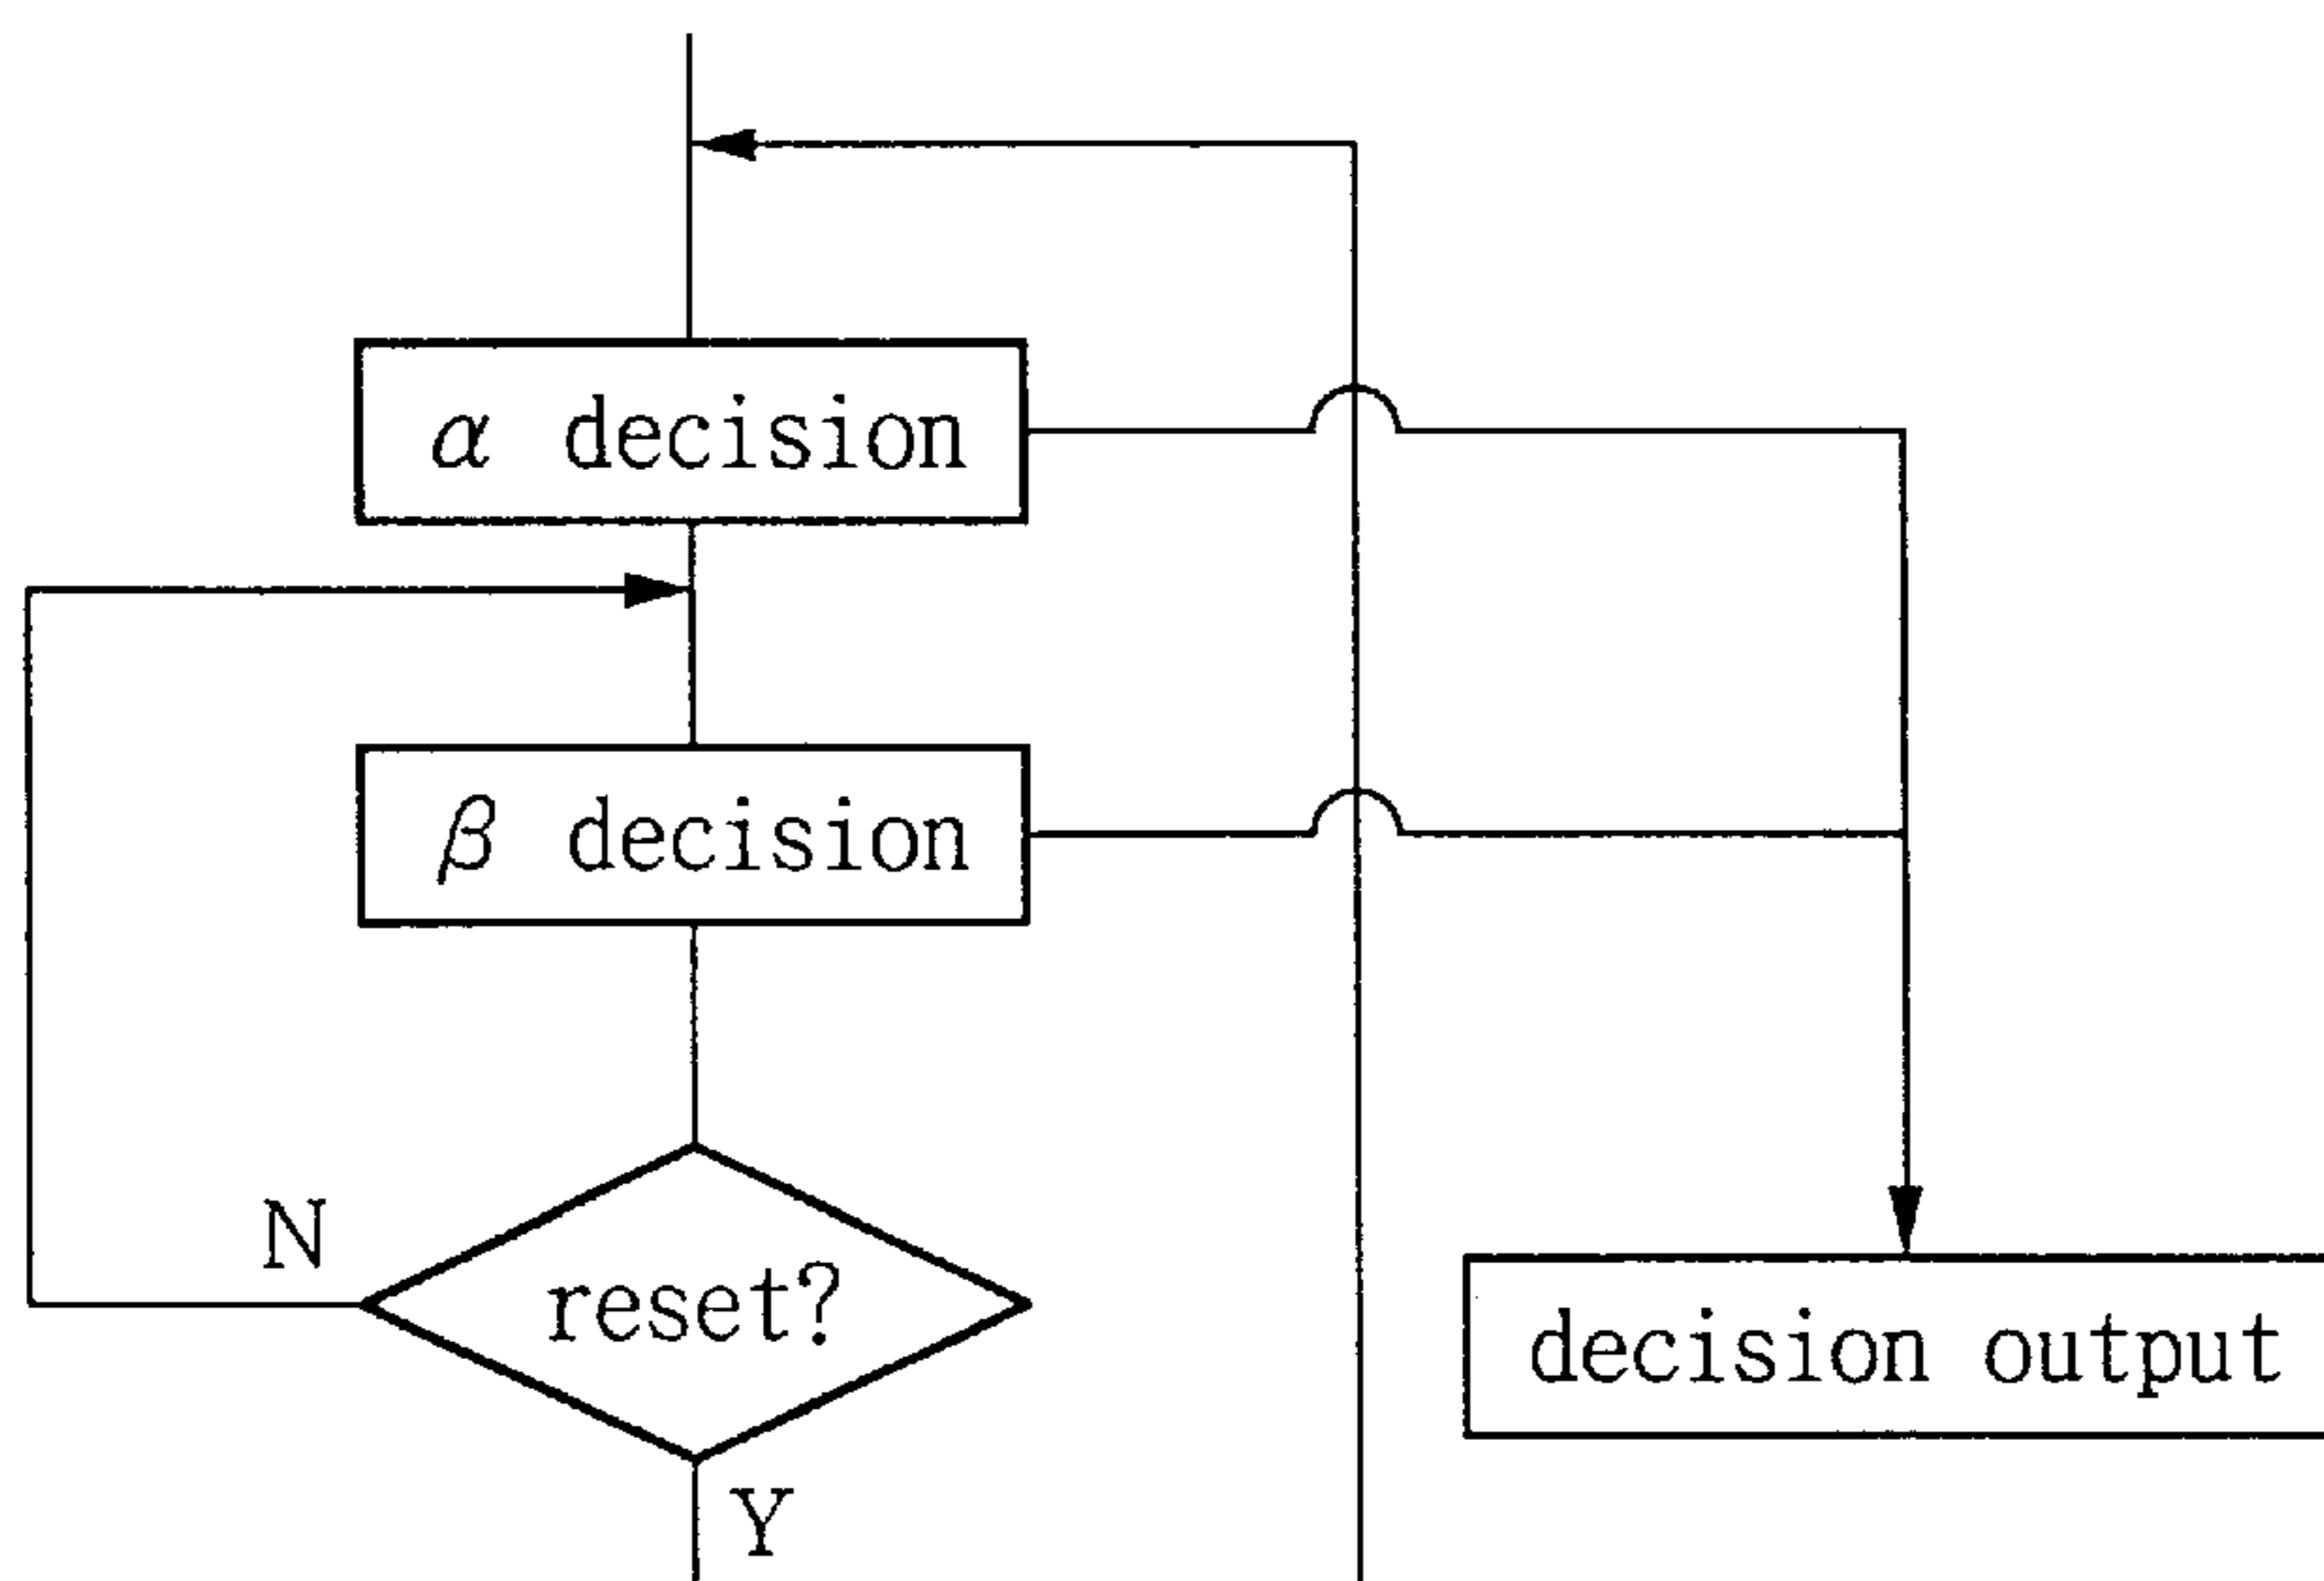 α decision
β decision
N
reset?
decision output
Y